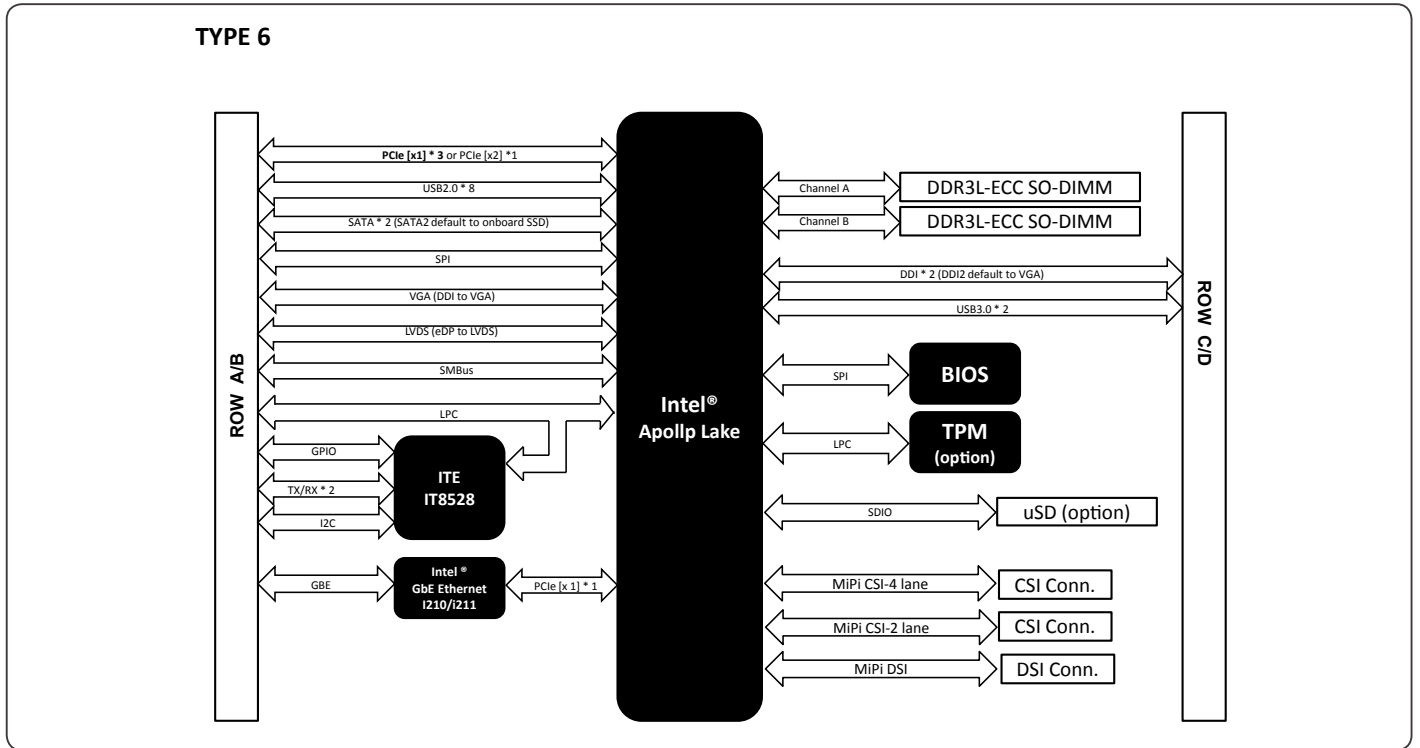 TYPE 6
ROW A/B
PCIe [x1] * 3 or PCIe [x2] *1
USB2.0 * 8
SATA * 2 (SATA2 default to onboard SSD)
SPI
VGA (DDI to VGA)
LVDS (eDP to LVDS)
SMBus
LPC
GPIO
TX/RX * 2
I2C
ITE
IT8528
GBE
Intel ®
GbE Ethernet
I210/i211
PCIe [x 1] * 1
Intel®
Apollp Lake
Channel A
DDR3L-ECC SO-DIMM
Channel B
DDR3L-ECC SO-DIMM
DDI * 2 (DDI2 default to VGA)
USB3.0 * 2
SPI
BIOS
LPC
TPM
(option)
SDIO
uSD (option)
MiPi CSI-4 lane
CSI Conn.
MiPi CSI-2 lane
CSI Conn.
MiPi DSI
DSI Conn.
ROW C/D